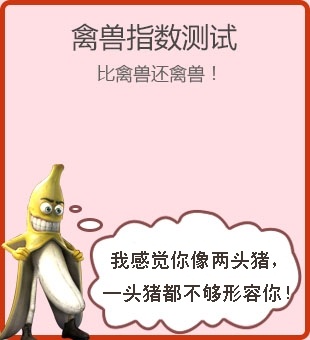 禽兽指数测试
比禽兽还禽兽！
我感觉你像两头猪，
一头猪都不够形容你！